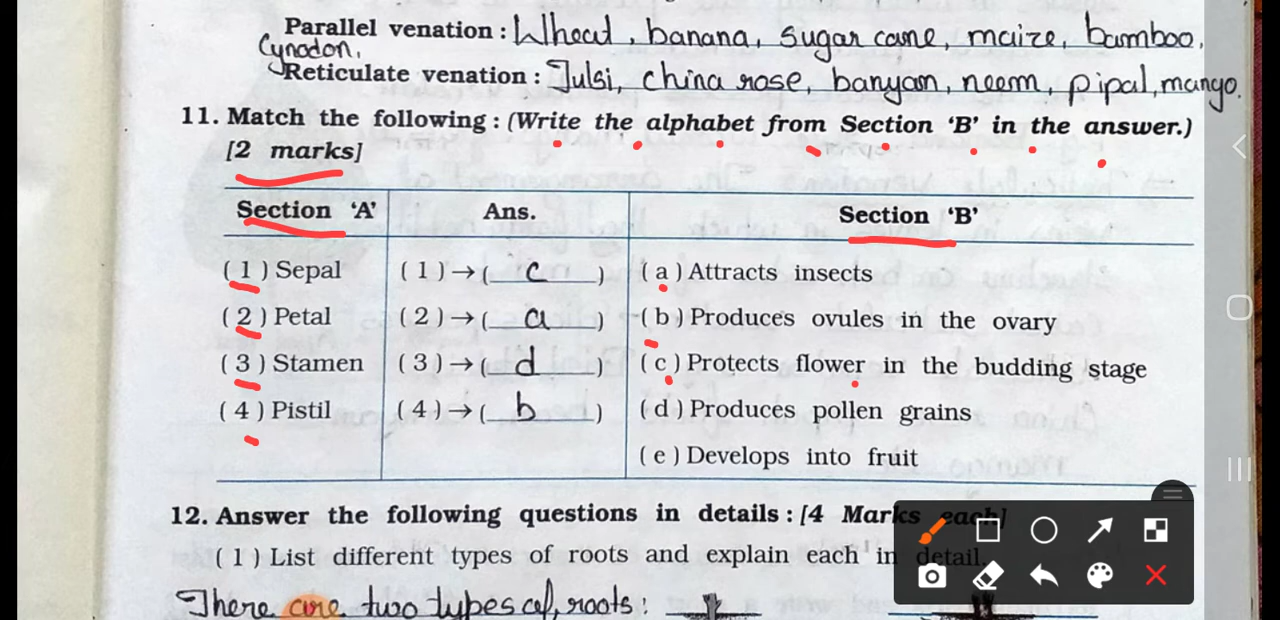 Parallel venation : Wheat, banana, sugar cane, maize, bamboo,
Cynodon,
Reticulate venation : Tulsi, china rose, banyan, neem, pipal, mango.
11. Match the following : (Write the alphabet from Section ‘B’ in the answer.)
[2 marks]
Section ‘A’ Ans. Section ‘B’
( 1 ) Sepal ( 1 ) → ( c ) ( a ) Attracts insects
( 2 ) Petal ( 2 ) → ( a ) ( b ) Produces ovules in the ovary
( 3 ) Stamen ( 3 ) → ( d ) ( c ) Protects flower in the budding stage
( 4 ) Pistil ( 4 ) → ( b ) ( d ) Produces pollen grains
( e ) Develops into fruit
12. Answer the following questions in details : [4 Marks each]
( 1 ) List different types of roots and explain each in detail.
There are two types of roots :